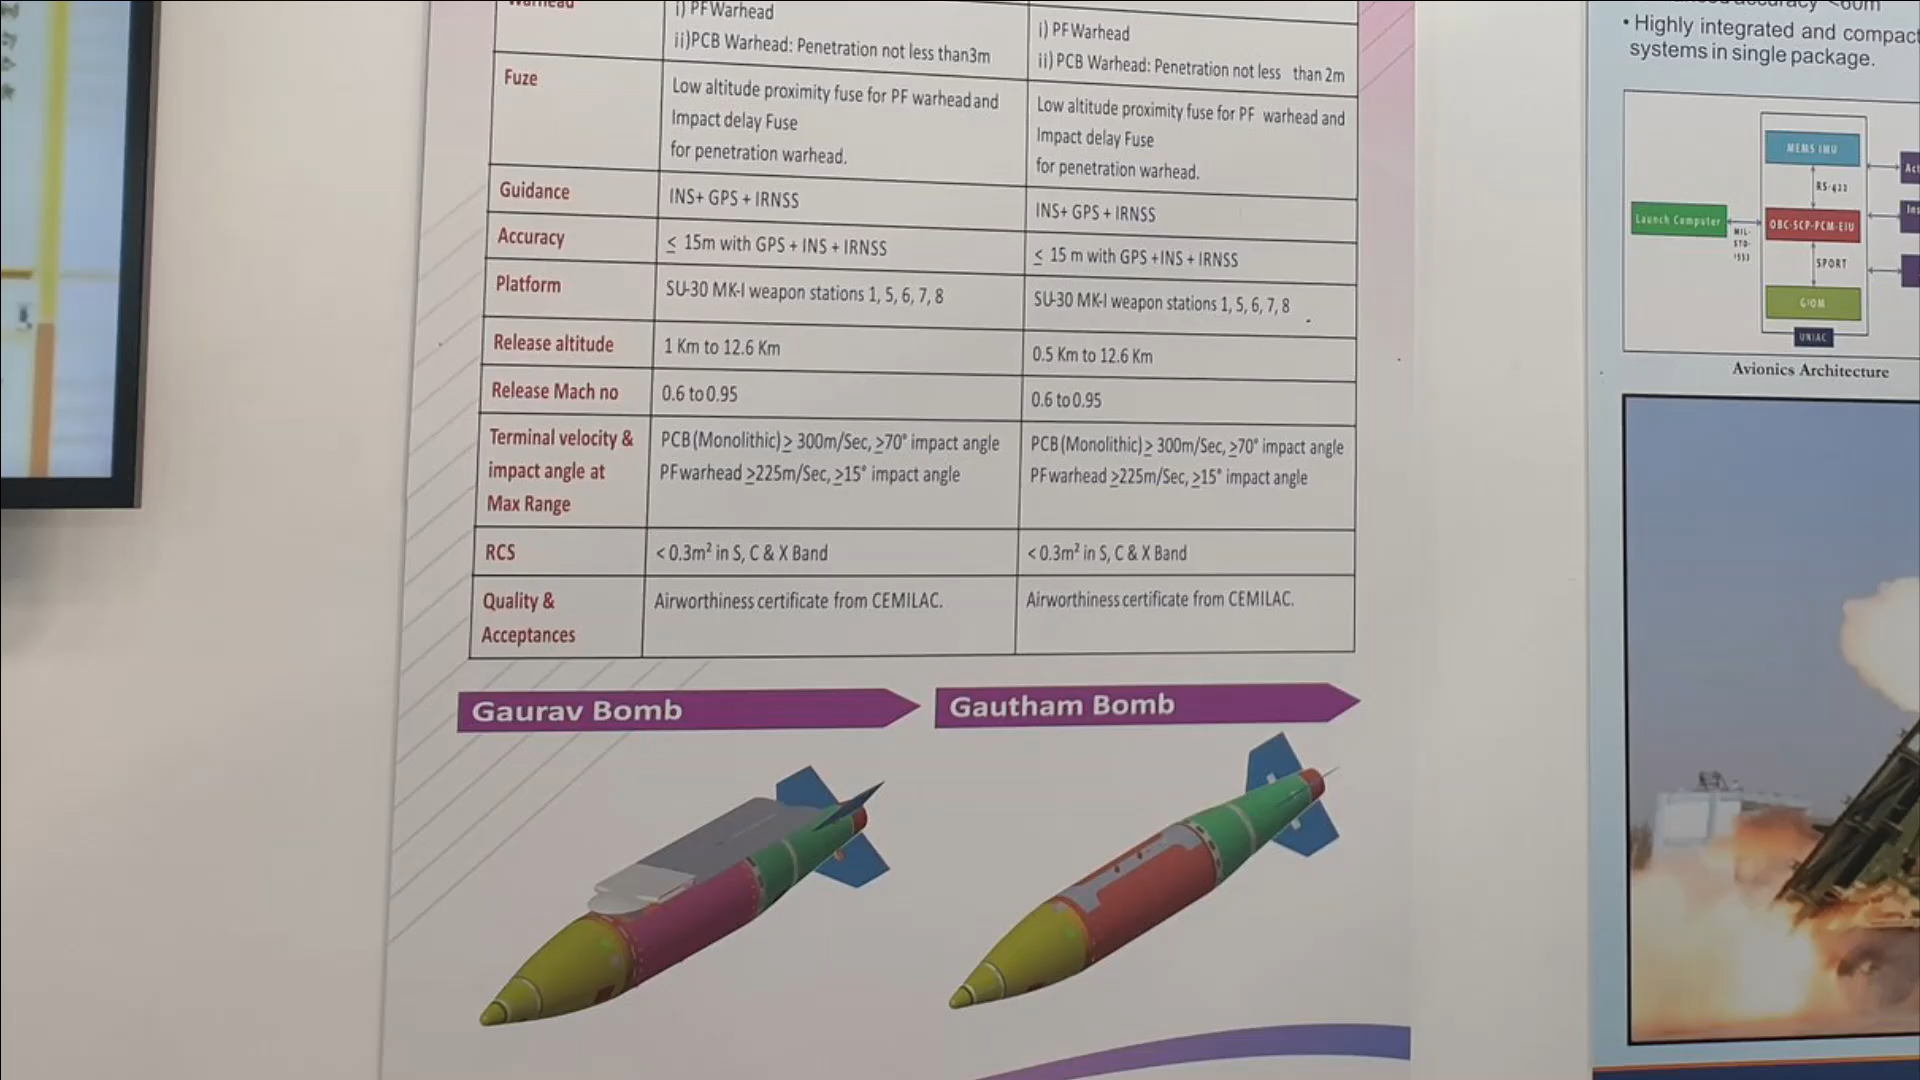 Warhead
i) PF Warhead
ii)PCB Warhead: Penetration not less than3m
i) PF Warhead
ii) PCB Warhead: Penetration not less than 2m
Fuze
Low altitude proximity fuse for PF warhead and
Impact delay Fuse
for penetration warhead.
Low altitude proximity fuse for PF warhead and
Impact delay Fuse
for penetration warhead.
Guidance
INS+ GPS + IRNSS
INS+ GPS + IRNSS
Accuracy
≤ 15m with GPS + INS + IRNSS
≤ 15 m with GPS +INS + IRNSS
Platform
SU-30 MK-I weapon stations 1, 5, 6, 7, 8
SU-30 MK-I weapon stations 1, 5, 6, 7, 8
Release altitude
1 Km to 12.6 Km
0.5 Km to 12.6 Km
Release Mach no
0.6 to 0.95
0.6 to 0.95
Terminal velocity &
impact angle at
Max Range
PCB (Monolithic) ≥ 300m/Sec, ≥70° impact angle
PF warhead ≥225m/Sec, ≥15° impact angle
PCB (Monolithic) ≥ 300m/Sec, ≥70° impact angle
PF warhead ≥225m/Sec, ≥15° impact angle
RCS
< 0.3m² in S, C & X Band
< 0.3m² in S, C & X Band
Quality &
Acceptances
Airworthiness certificate from CEMILAC.
Airworthiness certificate from CEMILAC.
Gaurav Bomb
Gautham Bomb
accuracy <60m
• Highly integrated and compact
systems in single package.
MEMS IMU
RS-422
Launch Computer
MIL-
STD-
1553
OBC-SCP-PCM-EIU
SPORT
UNIAC
Avionics Architecture